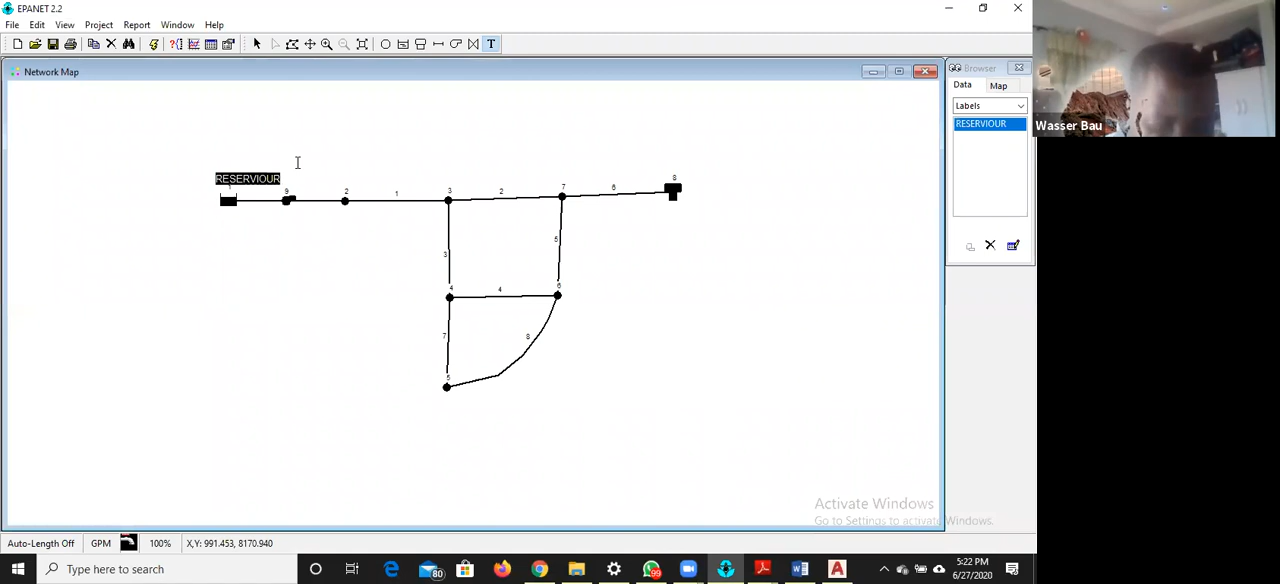 EPANET 2.2
File Edit View Project Report Window Help
T
Network Map
Browser
Data Map
Labels
RESERVIOUR
Wasser Bau
RESERVIOUR
1 9 2 1 3 2 7 6 8
3 5
4 4 6
7 8
5
Activate Windows
Go to Settings to activate Windows.
Auto-Length Off GPM 100% X,Y: 991.453, 8170.940
Type here to search
80
99
5:22 PM
6/27/2020